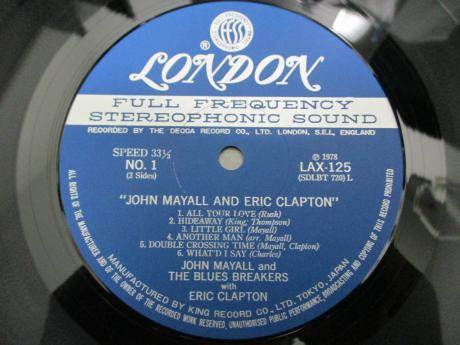 FULL FREQUENCY
STEREOPHONIC SOUND
FFSS
®
LONDON
FULL FREQUENCY
STEREOPHONIC SOUND
RECORDED BY THE DECCA RECORD CO., LTD. LONDON, S.E.I., ENGLAND
SPEED 33⅓
NO. 1
(2 Sides)
℗ 1978
LAX-125
(SDLBT 720) L
"JOHN MAYALL AND ERIC CLAPTON"
1. ALL YOUR LOVE (Rush)
2. HIDEAWAY (King; Thompson)
3. LITTLE GIRL (Mayall)
4. ANOTHER MAN (arr. Mayall)
5. DOUBLE CROSSING TIME (Mayall, Clapton)
6. WHAT'D I SAY (Charles)
JOHN MAYALL and
THE BLUES BREAKERS
with
ERIC CLAPTON
MANUFACTURED BY KING RECORD CO., LTD. TOKYO, JAPAN
ALL RIGHTS OF THE MANUFACTURER AND OF THE OWNER OF THE RECORDED WORK RESERVED, UNAUTHORISED PUBLIC PERFORMANCE, BROADCASTING AND COPYING OF THIS RECORD PROHIBITED